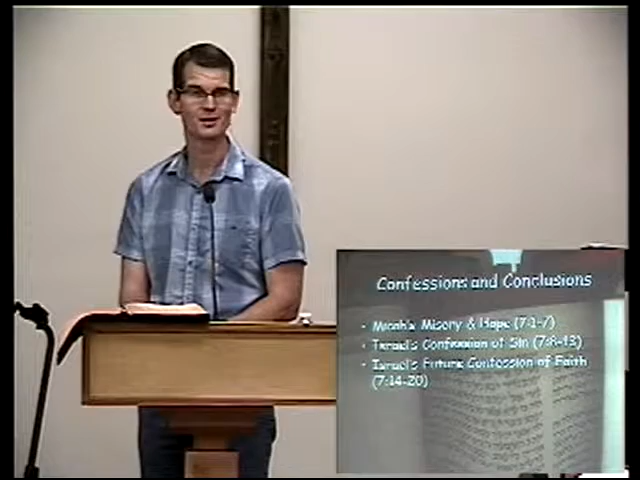 Confessions and Conclusions
• Micah's Misery & Hope (7:1-7)
• Israel's Confession of Sin (7:8-13)
• Israel's Future Confession of Faith
(7:14-20)